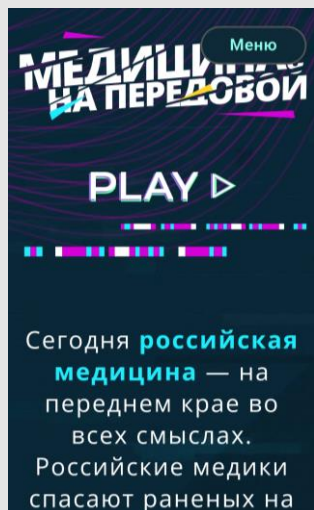 Меню
МЕДИЦИНА
НА ПЕРЕДОВОЙ
PLAY
Сегодня российская
медицина — на
переднем крае во
всех смыслах.
Российские медики
спасают раненых на